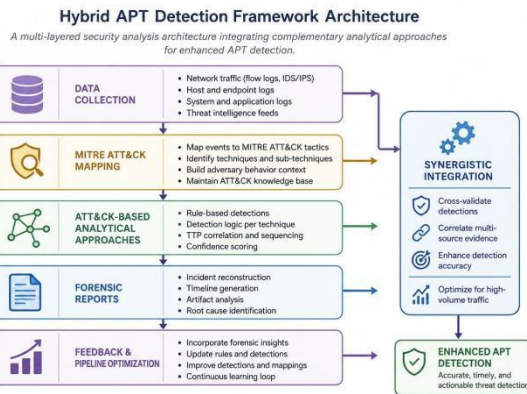 Hybrid APT Detection Framework Architecture
A multi-layered security analysis architecture integrating complementary analytical approaches
for enhanced APT detection.
DATA
COLLECTION
• Network traffic (flow logs, IDS/IPS)
• Host and endpoint logs
• System and application logs
• Threat intelligence feeds
MITRE ATT&CK
MAPPING
• Map events to MITRE ATT&CK tactics
• Identify techniques and sub-techniques
• Build adversary behavior context
• Maintain ATT&CK knowledge base
ATT&CK-BASED
ANALYTICAL
APPROACHES
• Rule-based detections
• Detection logic per technique
• TTP correlation and sequencing
• Confidence scoring
FORENSIC
REPORTS
• Incident reconstruction
• Timeline generation
• Artifact analysis
• Root cause identification
FEEDBACK &
PIPELINE OPTIMIZATION
• Incorporate forensic insights
• Update rules and detections
• Improve detections and mappings
• Continuous learning loop
SYNERGISTIC
INTEGRATION
Cross-validate
detections
Correlate multi-
source evidence
Enhance detection
accuracy
Optimize for high-
volume traffic
ENHANCED APT
DETECTION
Accurate, timely, and
actionable threat detection